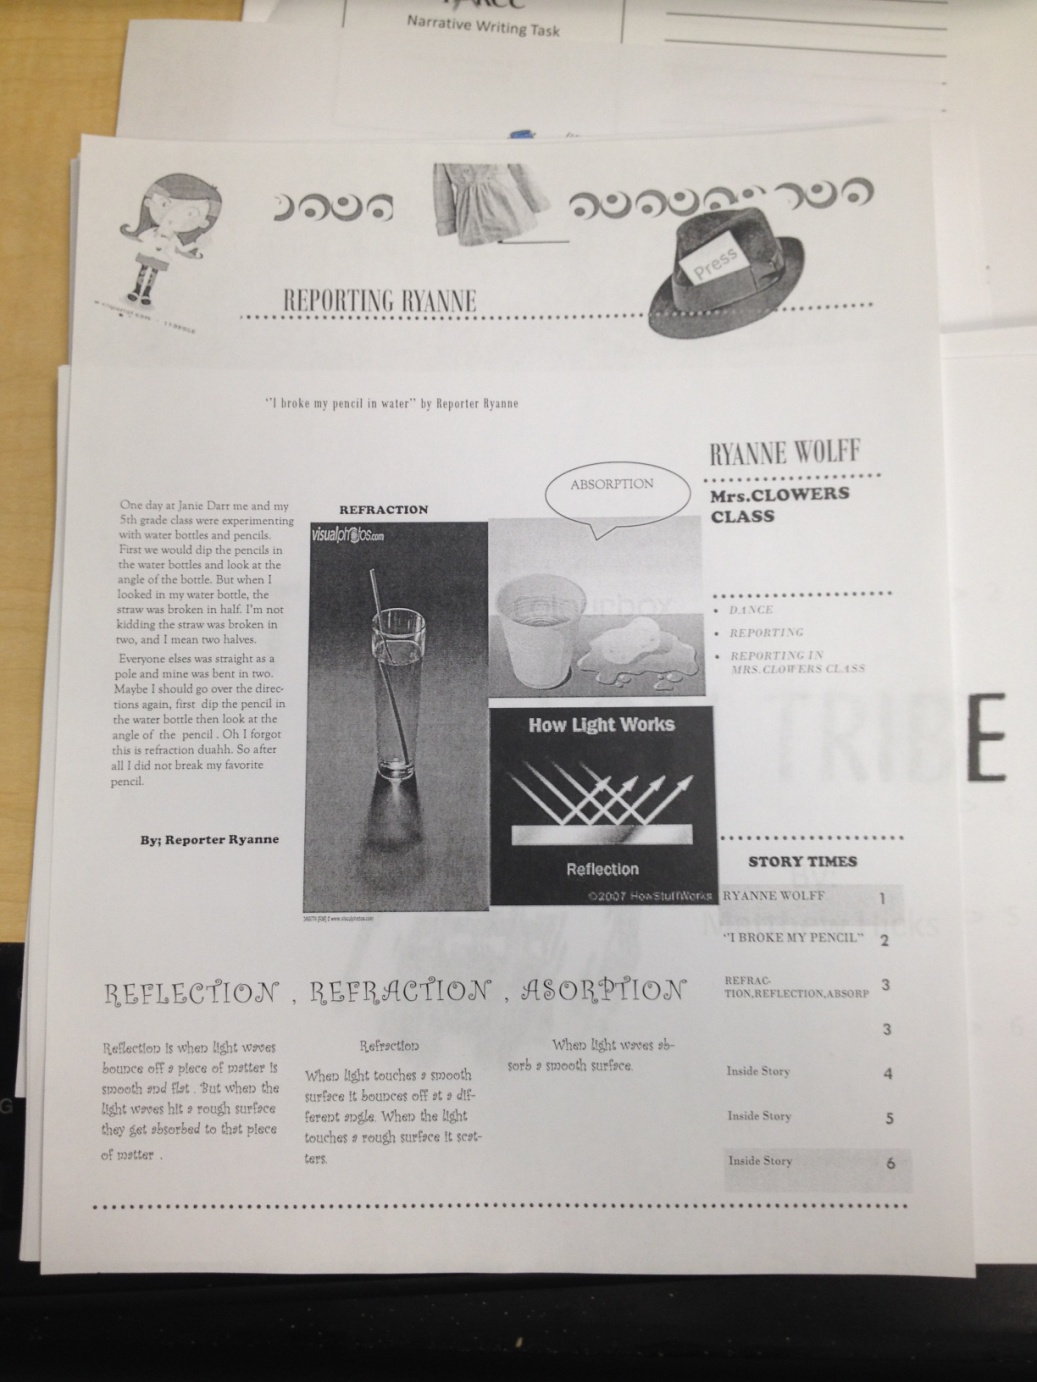 Narrative Writing Task
Press
REPORTING RYANNE
"I broke my pencil in water" by Reporter Ryanne
RYANNE WOLFF
Mrs.CLOWERS
CLASS
DANCE
REPORTING
REPORTING IN
MRS.CLOWERS CLASS
One day at Janie Darr me and my
5th grade class were experimenting
with water bottles and pencils.
First we would dip the pencils in
the water bottles and look at the
angle of the bottle. But when I
looked in my water bottle, the
straw was broken in half. I'm not
kidding the straw was broken in
two, and I mean two halves.
Everyone elses was straight as a
pole and mine was bent in two.
Maybe I should go over the direc-
tions again, first dip the pencil in
the water bottle then look at the
angle of the pencil . Oh I forgot
this is refraction duahh. So after
all I did not break my favorite
pencil.
By; Reporter Ryanne
REFRACTION
visualphotos.com
ABSORPTION
colourbox
How Light Works
Reflection
©2007 HowStuffWorks
STORY TIMES
RYANNE WOLFF 1
"I BROKE MY PENCIL" 2
REFRAC-
TION,REFLECTION,ABSORP 3
3
Inside Story 4
Inside Story 5
Inside Story 6
REFLECTION , REFRACTION , ASORPTION
Reflection is when light waves
bounce off a piece of matter is
smooth and flat . But when the
light waves hit a rough surface
they get absorbed to that piece
of matter .
Refraction
When light touches a smooth
surface it bounces off at a dif-
ferent angle. When the light
touches a rough surface it scat-
ters.
When light waves ab-
sorb a smooth surface.
E